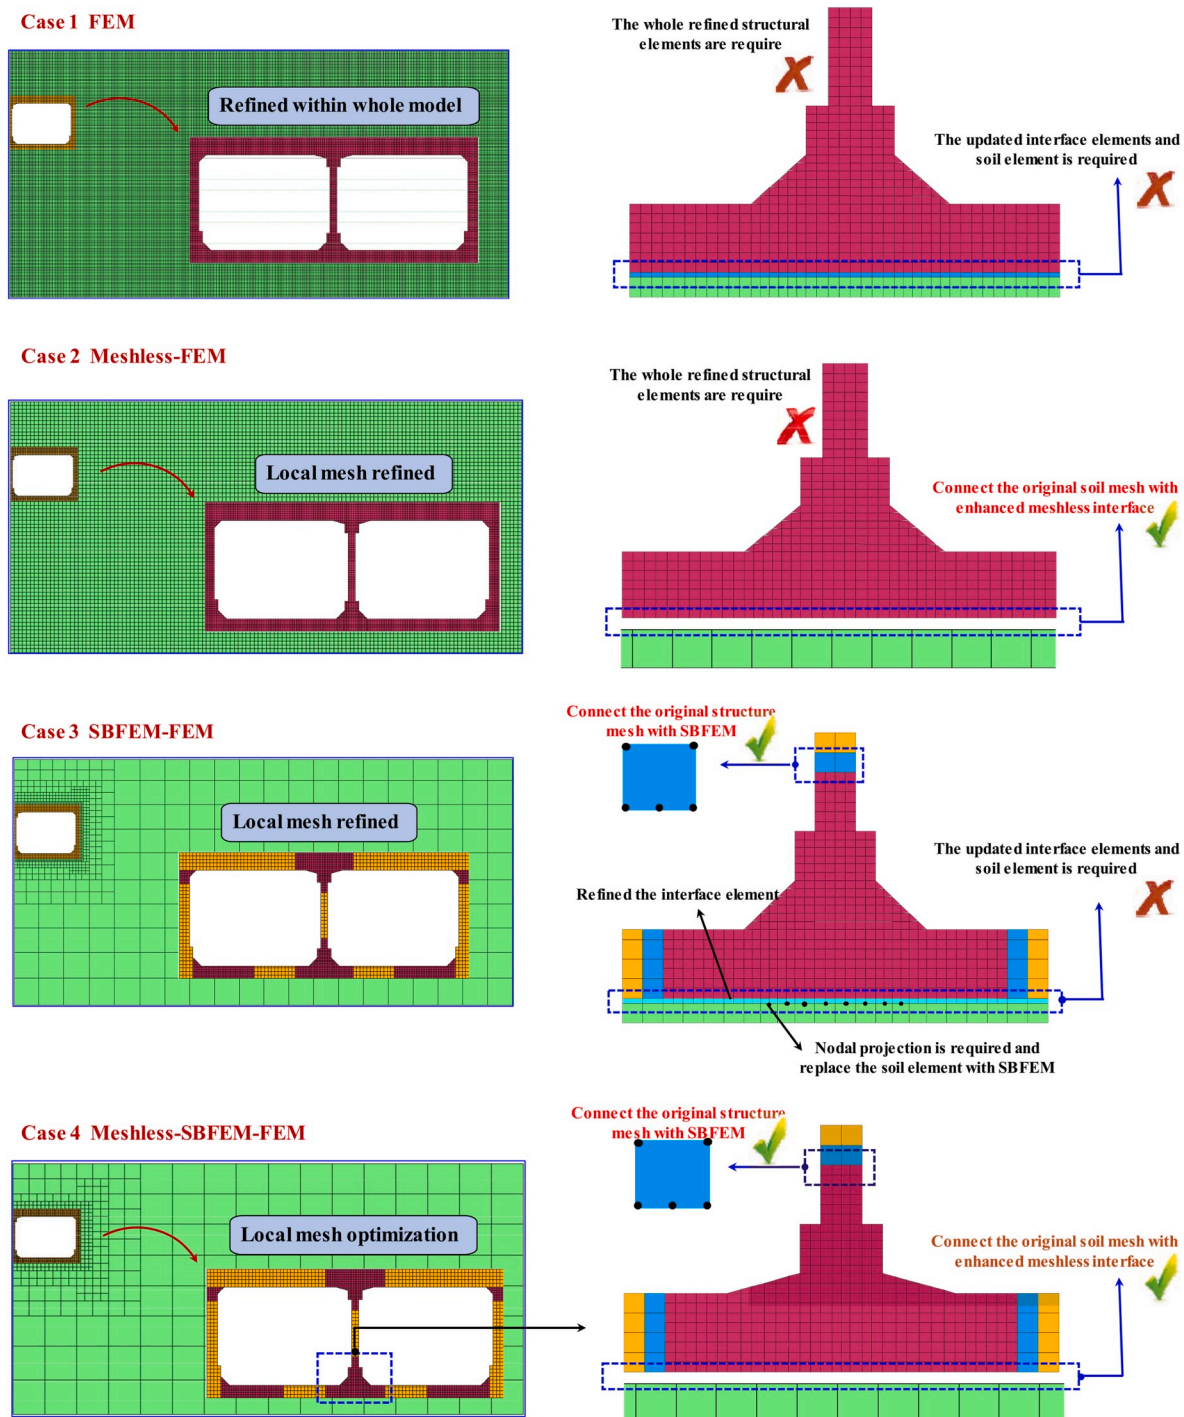 Case 1 FEM
The whole refined structural
elements are require
X
Refined within whole model
The updated interface elements and
soil element is required
X
Case 2 Meshless-FEM
The whole refined structural
elements are require
X
Local mesh refined
Connect the original soil mesh with
enhanced meshless interface
Case 3 SBFEM-FEM
Connect the original structure
mesh with SBFEM
Local mesh refined
The updated interface elements and
soil element is required
X
Refined the interface element
Nodal projection is required and
replace the soil element with SBFEM
Case 4 Meshless-SBFEM-FEM
Connect the original structure
mesh with SBFEM
Local mesh optimization
Connect the original soil mesh with
enhanced meshless interface